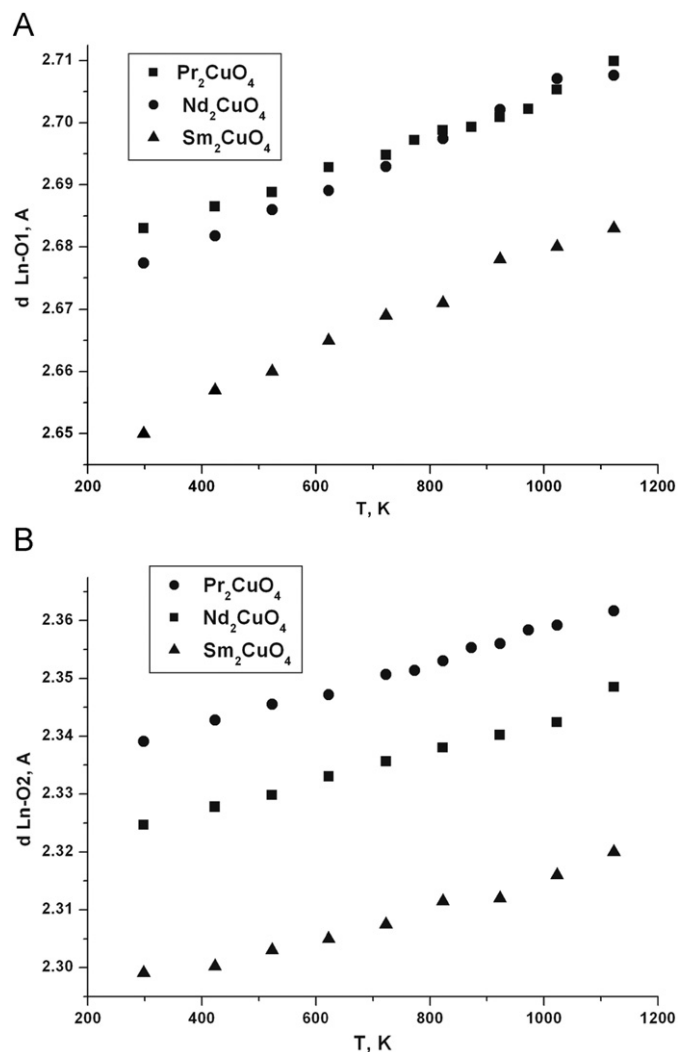 A
2.71
2.70
2.69
2.68
2.67
2.66
2.65
d Ln-O1, A
Pr₂CuO₄
Nd₂CuO₄
Sm₂CuO₄
200 400 600 800 1000 1200
T, K
B
2.36
2.35
2.34
2.33
2.32
2.31
2.30
d Ln-O2, A
Pr₂CuO₄
Nd₂CuO₄
Sm₂CuO₄
200 400 600 800 1000 1200
T, K